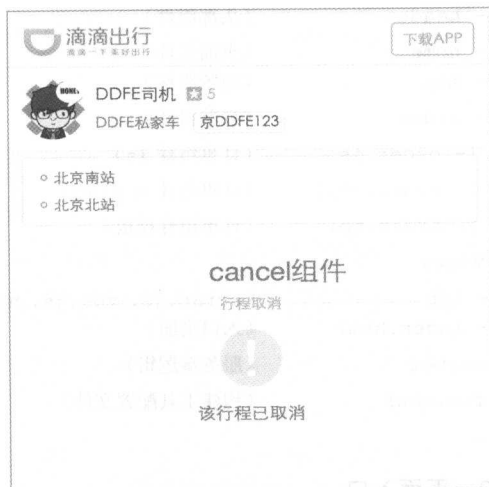 滴滴出行
滴滴一下 美好出行
下载APP
HONEs
DDFE司机 5
DDFE私家车 京DDFE123
北京南站
北京北站
cancel组件
行程取消
!
该行程已取消